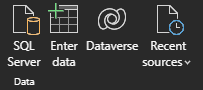 SQL
Server
Enter
data
Dataverse
Recent
sources
Data